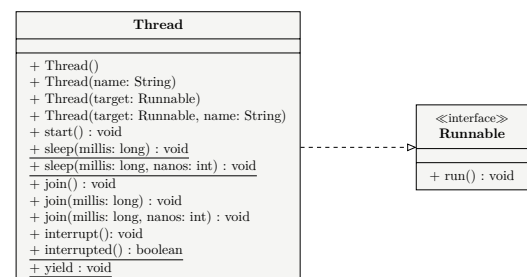 Thread
+ Thread()
+ Thread(name: String)
+ Thread(target: Runnable)
+ Thread(target: Runnable, name: String)
+ start() : void
+ sleep(millis: long) : void
+ sleep(millis: long, nanos: int) : void
+ join() : void
+ join(millis: long) : void
+ join(millis: long, nanos: int) : void
+ interrupt(): void
+ interrupted() : boolean
+ yield : void
≪interface≫
Runnable
+ run() : void